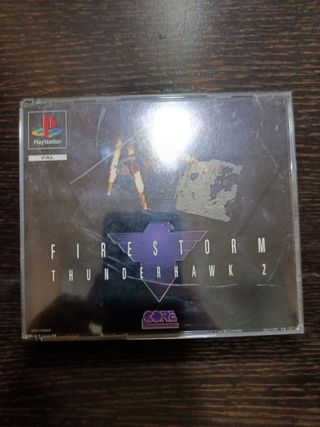 PlayStation
PAL
FIRESTORM
THUNDERHAWK 2
CORE